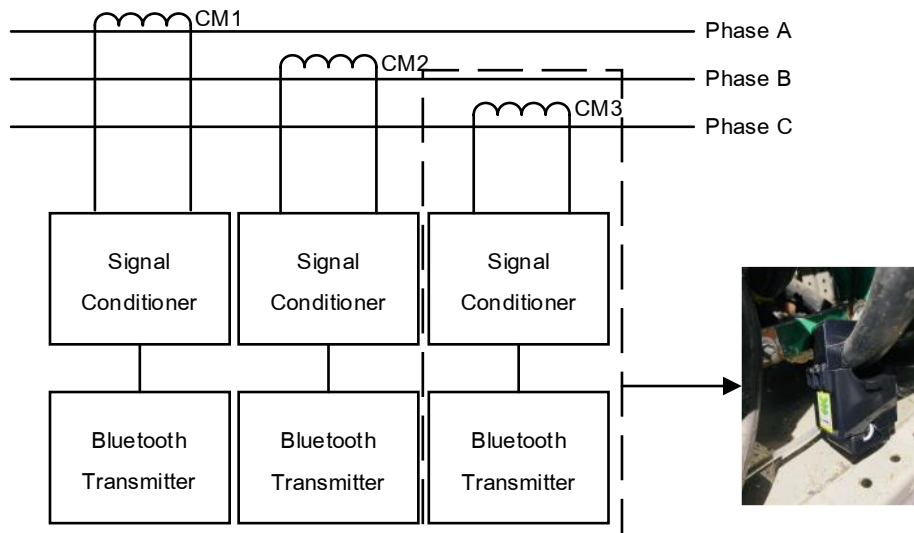 CM1
Phase A
CM2
Phase B
CM3
Phase C
Signal
Conditioner
Signal
Conditioner
Signal
Conditioner
Bluetooth
Transmitter
Bluetooth
Transmitter
Bluetooth
Transmitter